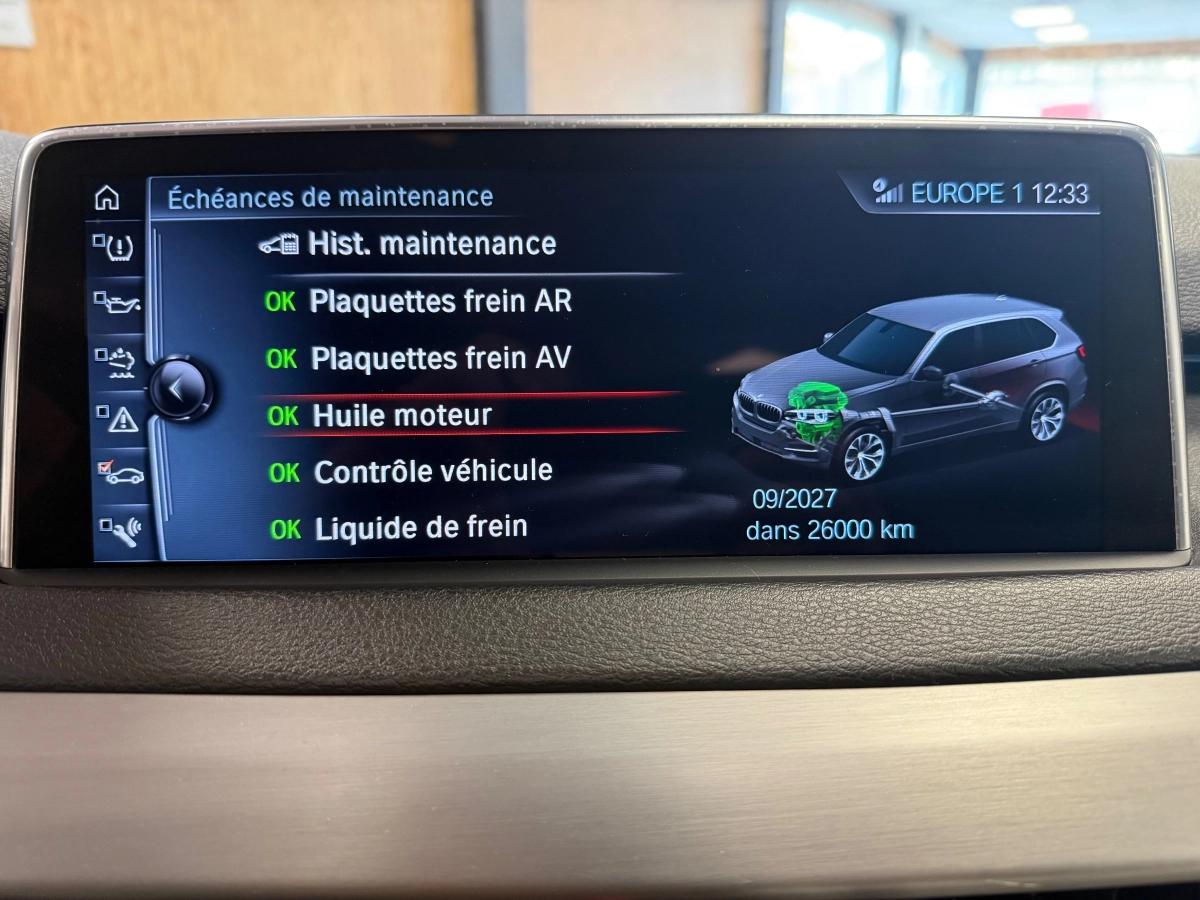 Échéances de maintenance
EUROPE 1 12:33
Hist. maintenance
OK Plaquettes frein AR
OK Plaquettes frein AV
OK Huile moteur
OK Contrôle véhicule
OK Liquide de frein
09/2027
dans 26000 km